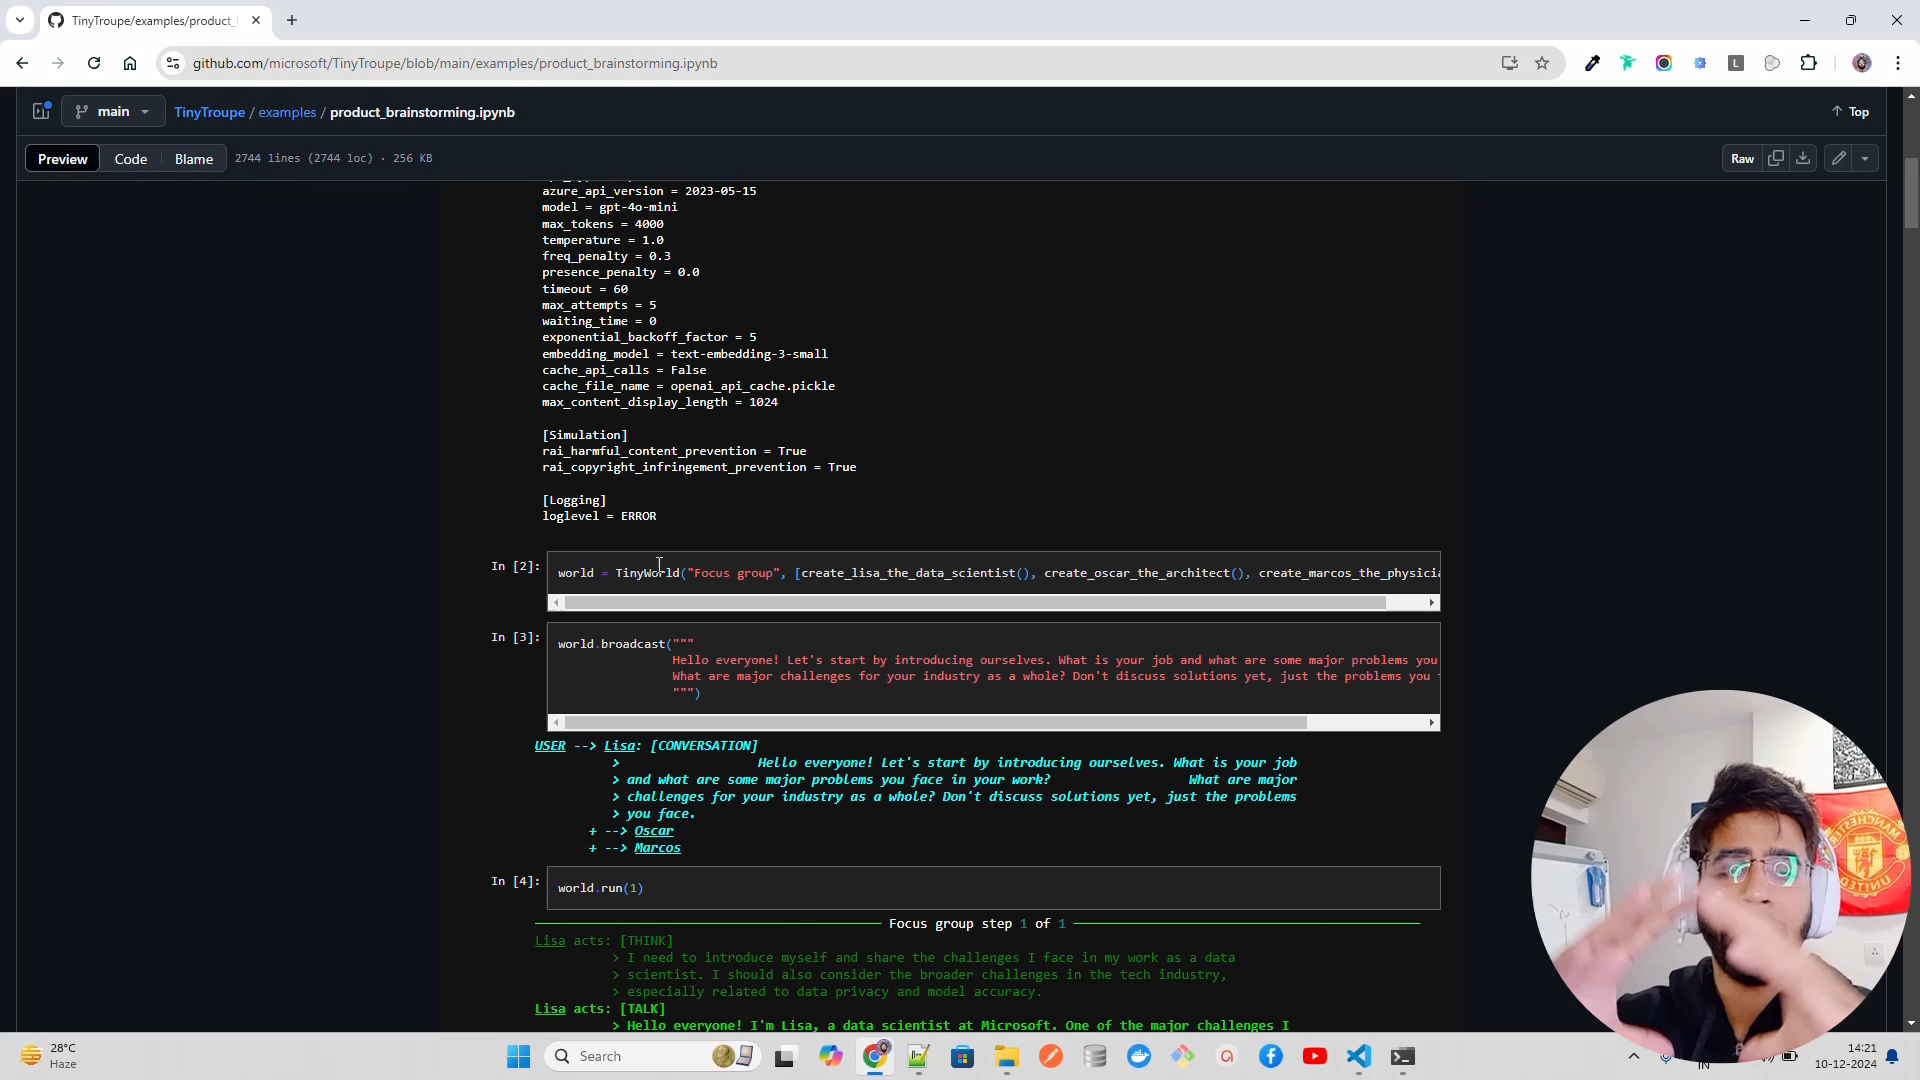 TinyTroupe/examples/product_
github.com/microsoft/TinyTroupe/blob/main/examples/product_brainstorming.ipynb
main
TinyTroupe / examples / product_brainstorming.ipynb
Top
Preview
Code
Blame
2744 lines (2744 loc) · 256 KB
Raw
azure_api_version = 2023-05-15
model = gpt-4o-mini
max_tokens = 4000
temperature = 1.0
freq_penalty = 0.3
presence_penalty = 0.0
timeout = 60
max_attempts = 5
waiting_time = 0
exponential_backoff_factor = 5
embedding_model = text-embedding-3-small
cache_api_calls = False
cache_file_name = openai_api_cache.pickle
max_content_display_length = 1024
[Simulation]
rai_harmful_content_prevention = True
rai_copyright_infringement_prevention = True
[Logging]
loglevel = ERROR
In [2]:
world = TinyWorld("Focus group", [create_lisa_the_data_scientist(), create_oscar_the_architect(), create_marcos_the_physicia
In [3]:
world.broadcast("""
Hello everyone! Let's start by introducing ourselves. What is your job and what are some major problems you
What are major challenges for your industry as a whole? Don't discuss solutions yet, just the problems you
""")
USER --> Lisa: [CONVERSATION]
> Hello everyone! Let's start by introducing ourselves. What is your job
> and what are some major problems you face in your work? What are major
> challenges for your industry as a whole? Don't discuss solutions yet, just the problems
> you face.
+ --> Oscar
+ --> Marcos
In [4]:
world.run(1)
Focus group step 1 of 1
Lisa acts: [THINK]
> I need to introduce myself and share the challenges I face in my work as a data
> scientist. I should also consider the broader challenges in the tech industry,
> especially related to data privacy and model accuracy.
Lisa acts: [TALK]
> Hello everyone! I'm Lisa, a data scientist at Microsoft. One of the major challenges I
MANCHESTER
UNITED
28°C
Haze
Search
IN
14:21
10-12-2024